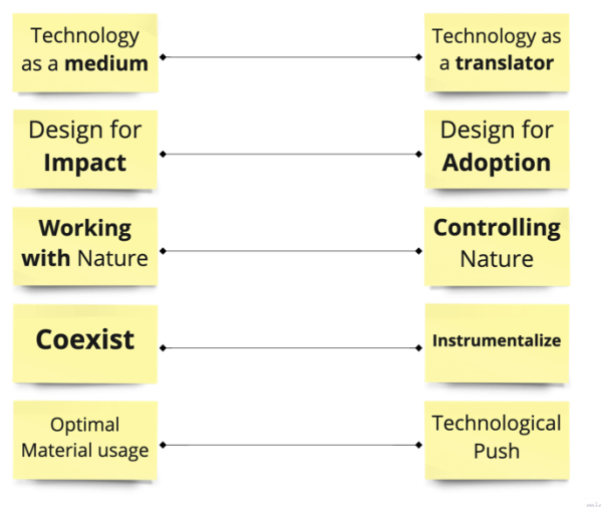 Technology
as a medium
Technology as
a translator
Design for
Impact
Design for
Adoption
Working
with Nature
Controlling
Nature
Coexist
Instrumentalize
Optimal
Material usage
Technological
Push